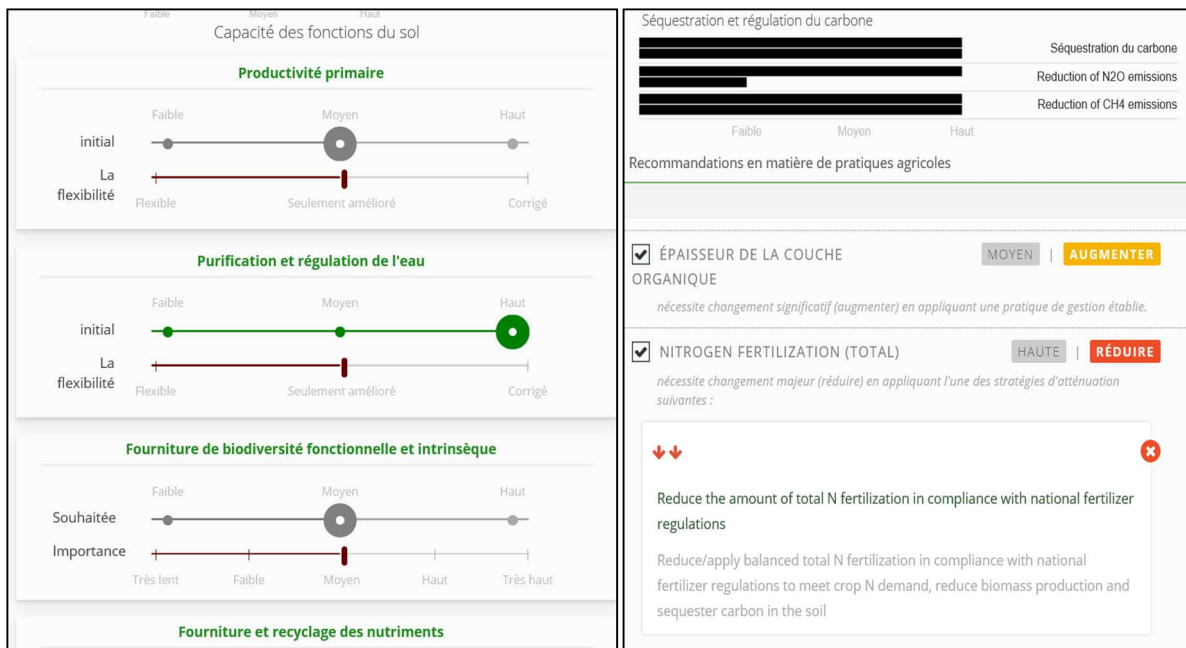 Faible Moyen Haut
Capacité des fonctions du sol
Productivité primaire
Faible Moyen Haut
initial
La
flexibilité
Flexible Seulement amélioré Corrigé
Purification et régulation de l'eau
Faible Moyen Haut
initial
La
flexibilité
Flexible Seulement amélioré Corrigé
Fourniture de biodiversité fonctionnelle et intrinsèque
Faible Moyen Haut
Souhaitée
Importance
Très lent Faible Moyen Haut Très haut
Fourniture et recyclage des nutriments
Séquestration et régulation du carbone
Séquestration du carbone
Reduction of N2O emissions
Reduction of CH4 emissions
Faible Moyen Haut
Recommandations en matière de pratiques agricoles
ÉPAISSEUR DE LA COUCHE MOYEN | AUGMENTER
ORGANIQUE
nécessite changement significatif (augmenter) en appliquant une pratique de gestion établie.
NITROGEN FERTILIZATION (TOTAL) HAUTE | RÉDUIRE
nécessite changement majeur (réduire) en appliquant l'une des stratégies d'atténuation
suivantes :
Reduce the amount of total N fertilization in compliance with national fertilizer
regulations
Reduce/apply balanced total N fertilization in compliance with national
fertilizer regulations to meet crop N demand, reduce biomass production and
sequester carbon in the soil